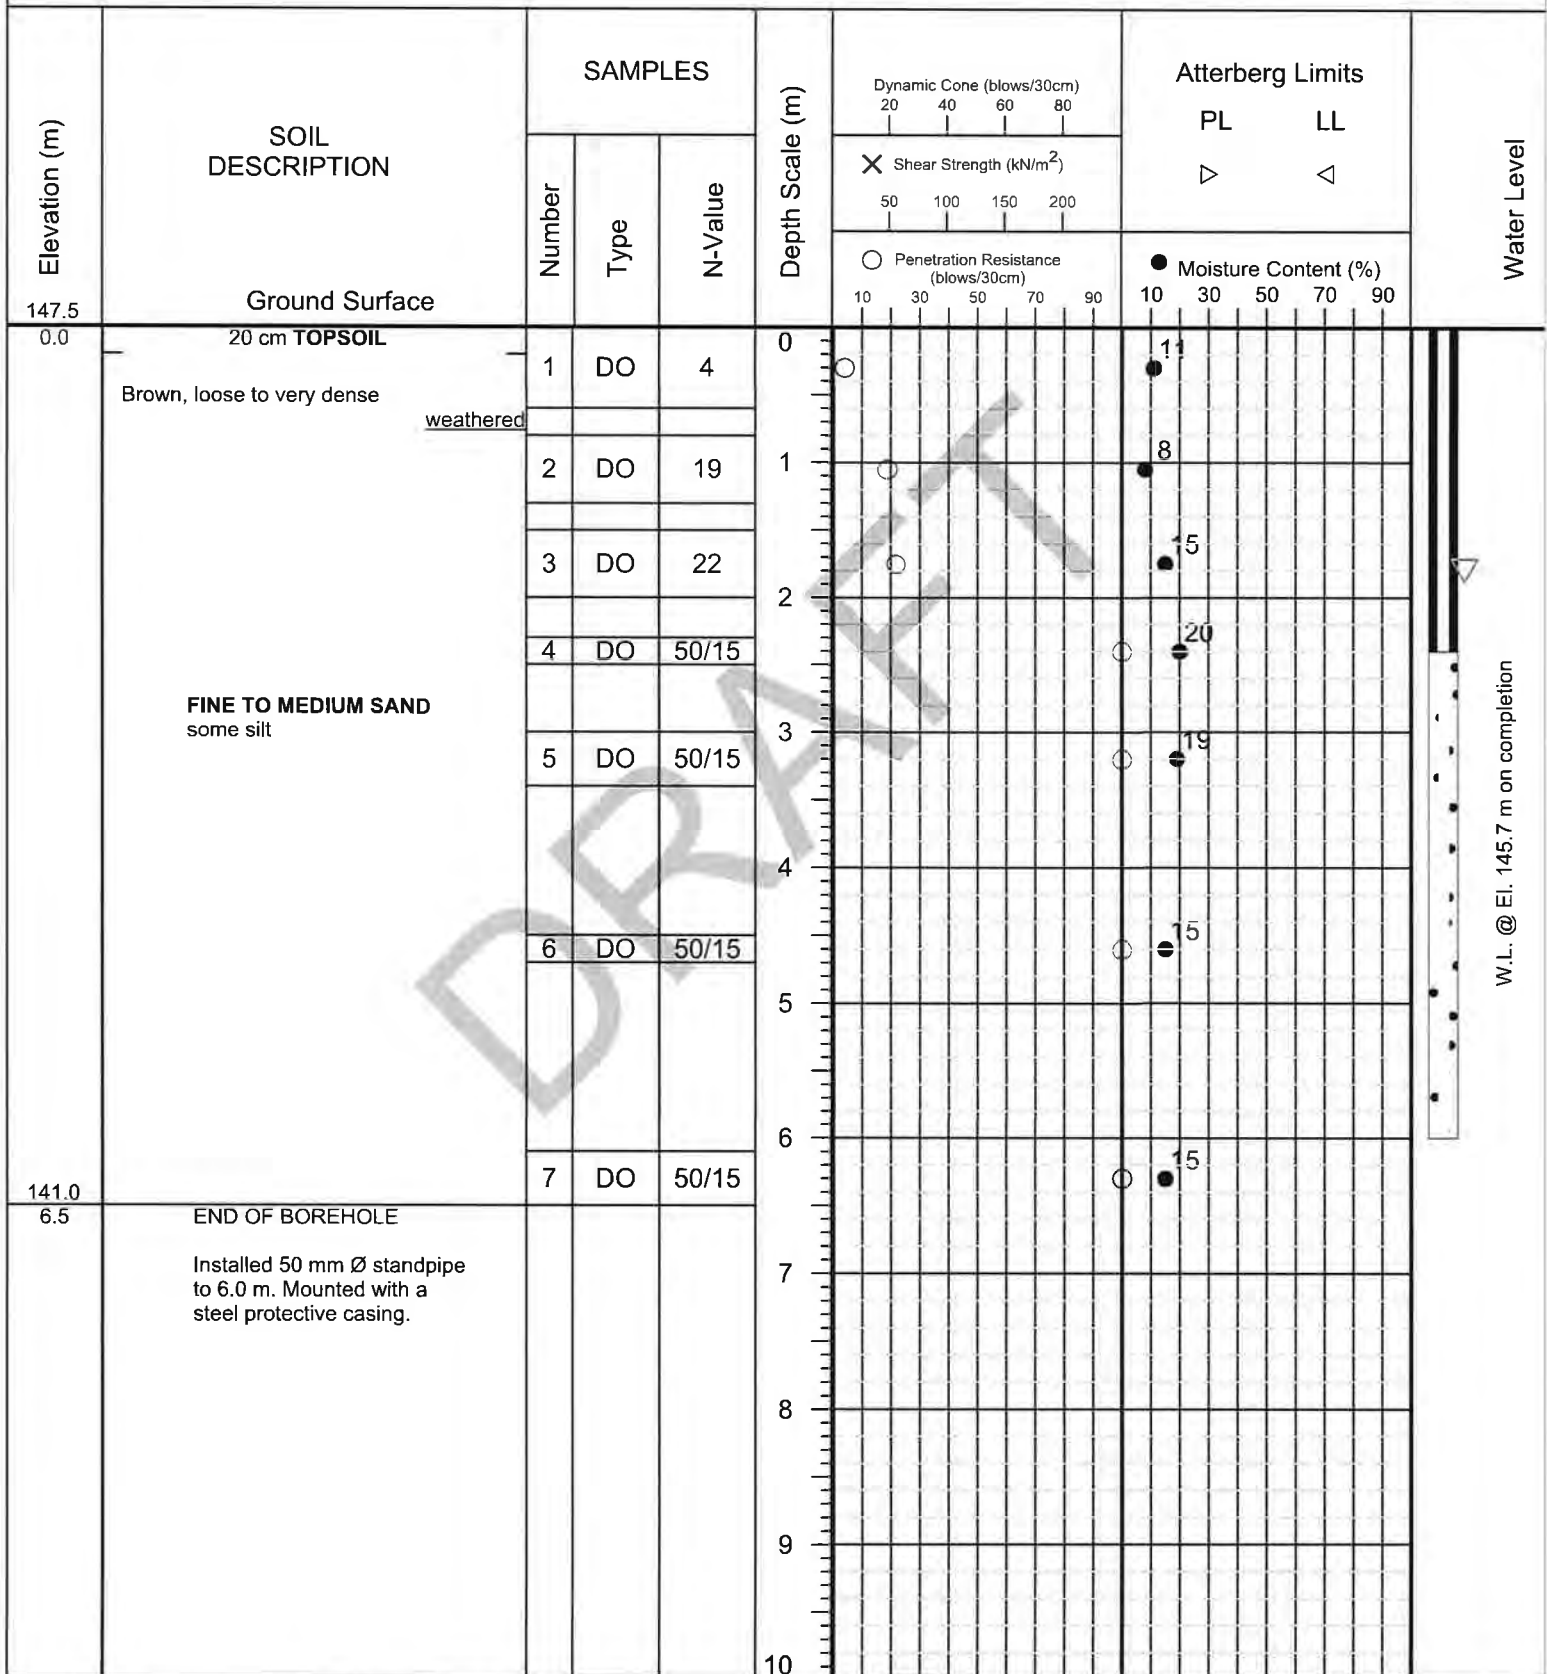 Elevation (m)
147.5
SOIL
DESCRIPTION
Ground Surface
SAMPLES
Number
Type
N-Value
Depth Scale (m)
Dynamic Cone (blows/30cm)
20 40 60 80
X Shear Strength (kN/m²)
50 100 150 200
Penetration Resistance
(blows/30cm)
10 30 50 70 90
Atterberg Limits
PL LL
Moisture Content (%)
10 30 50 70 90
Water Level
0.0
20 cm TOPSOIL
Brown, loose to very dense
weathered
FINE TO MEDIUM SAND
some silt
141.0
6.5
END OF BOREHOLE
Installed 50 mm Ø standpipe
to 6.0 m. Mounted with a
steel protective casing.
1 DO 4
2 DO 19
3 DO 22
4 DO 50/15
5 DO 50/15
6 DO 50/15
7 DO 50/15
0
1
2
3
4
5
6
7
8
9
10
11
8
15
20
19
15
15
W.L. @ El. 145.7 m on completion
DRAFT